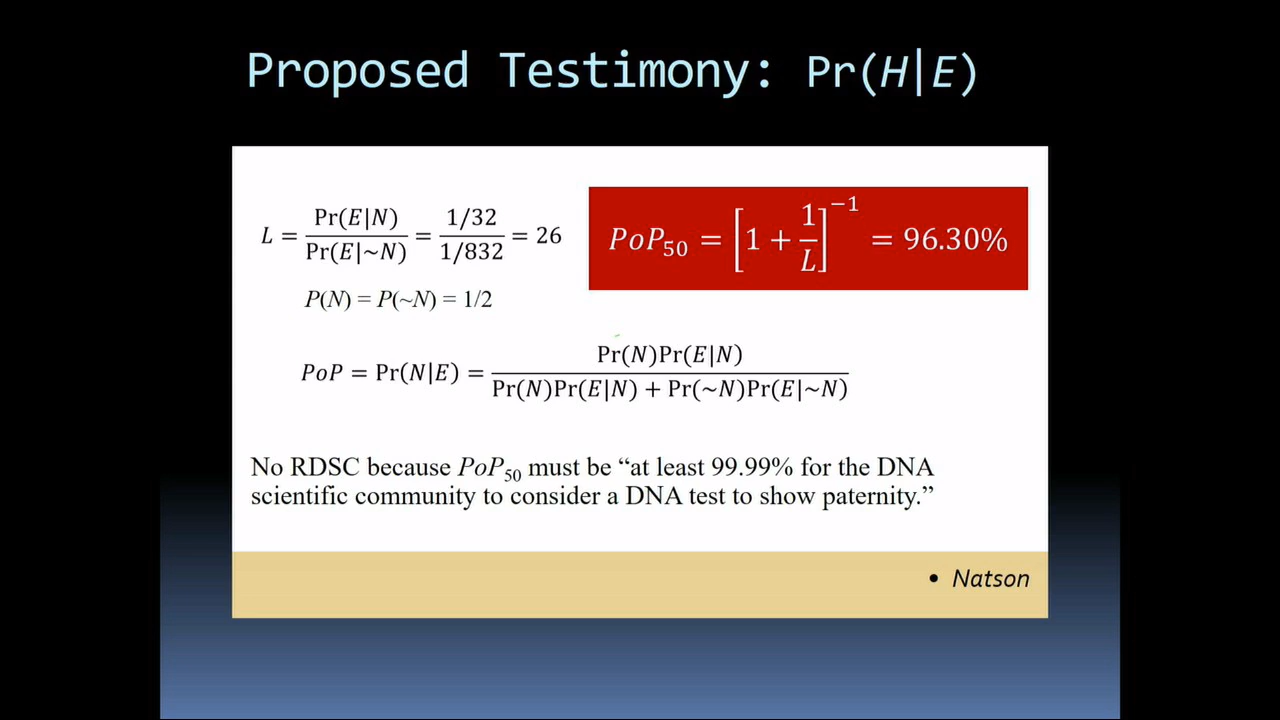 Proposed Testimony: Pr(H|E)
L = Pr(E|N) / Pr(E|~N) = 1/32 / 1/832 = 26
PoP₅₀ = [1 + 1/L]⁻¹ = 96.30%
P(N) = P(~N) = 1/2
PoP = Pr(N|E) = Pr(N)Pr(E|N) / Pr(N)Pr(E|N) + Pr(~N)Pr(E|~N)
No RDSC because PoP₅₀ must be “at least 99.99% for the DNA
scientific community to consider a DNA test to show paternity.”
• Natson